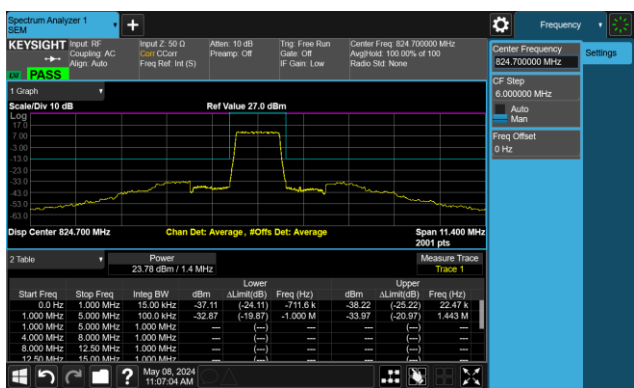 Spectrum Analyzer 1
SEM
Frequency
KEYSIGHT
Input: RF
Coupling: AC
Align: Auto
Input Z: 50 Ω
Corr CCorr
Freq Ref: Int (S)
Atten: 10 dB
Preamp: Off
Trig: Free Run
Gate: Off
IF Gain: Low
Center Freq: 824.700000 MHz
Avg|Hold: 100.00% of 100
Radio Std: None
LXI
PASS
Center Frequency
824.700000 MHz
Settings
CF Step
6.000000 MHz
Auto
Man
Freq Offset
0 Hz
1 Graph
Scale/Div 10 dB
Ref Value 27.0 dBm
Log
17.0
7.00
-3.00
-13.0
-23.0
-33.0
-43.0
-53.0
-63.0
Disp Center 824.700 MHz
Chan Det: Average, #Offs Det: Average
Span 11.400 MHz
2001 pts
2 Table
Power
23.78 dBm / 1.4 MHz
Measure Trace
Trace 1
Lower Upper
Start Freq Stop Freq Integ BW dBm ΔLimit(dB) Freq (Hz) dBm ΔLimit(dB) Freq (Hz)
0.0 Hz 1.000 MHz 15.00 kHz -37.11 (-24.11) -711.6 k -38.22 (-25.22) 22.47 k
1.000 MHz 5.000 MHz 100.0 kHz -32.87 (-19.87) -1.000 M -33.97 (-20.97) 1.443 M
1.000 MHz 5.000 MHz 1.000 MHz --- (---) --- --- (---) ---
4.000 MHz 8.000 MHz 1.000 MHz --- (---) --- --- (---) ---
8.000 MHz 12.50 MHz 1.000 MHz --- (---) --- --- (---) ---
12.50 MHz 15.00 MHz 1.000 MHz --- (---) --- --- (---) ---
?
May 08, 2024
11:07:04 AM